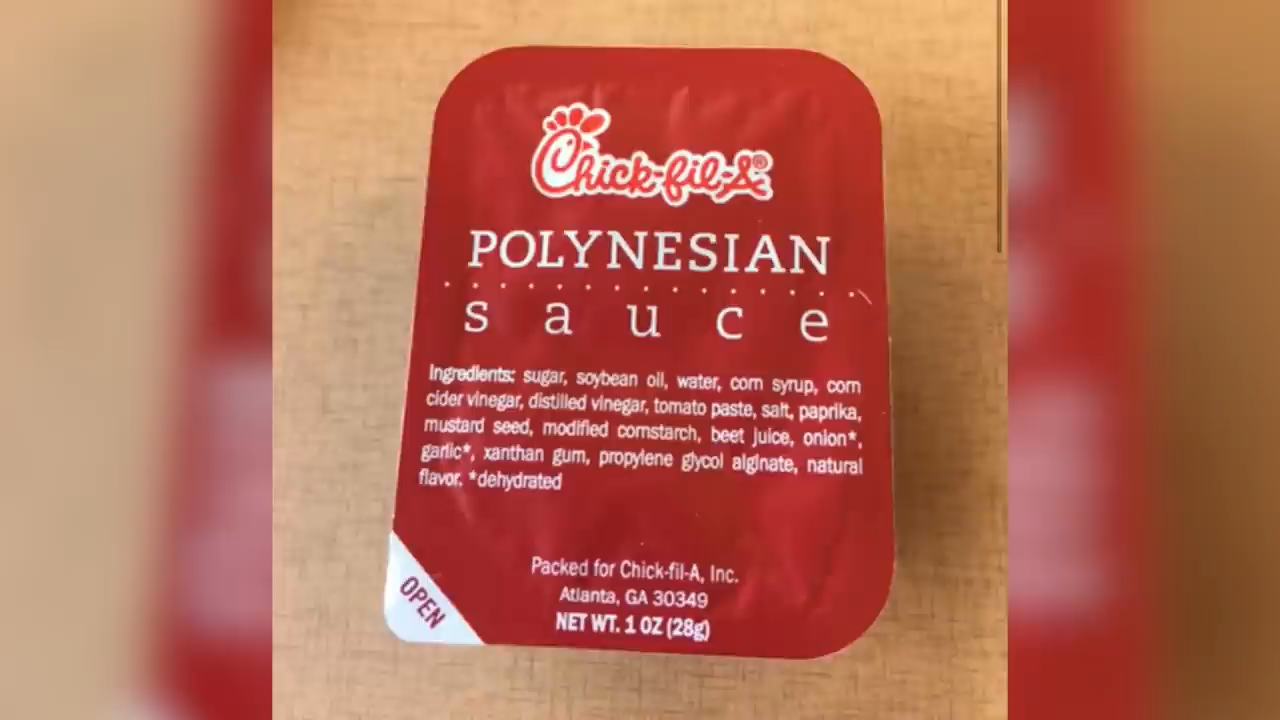 Chick-fil-A®
POLYNESIAN
sauce
Ingredients: sugar, soybean oil, water, corn syrup, corn
cider vinegar, distilled vinegar, tomato paste, salt, paprika,
mustard seed, modified cornstarch, beet juice, onion*,
garlic*, xanthan gum, propylene glycol alginate, natural
flavor. *dehydrated
Packed for Chick-fil-A, Inc.
Atlanta, GA 30349
NET WT. 1 OZ (28g)
OPEN